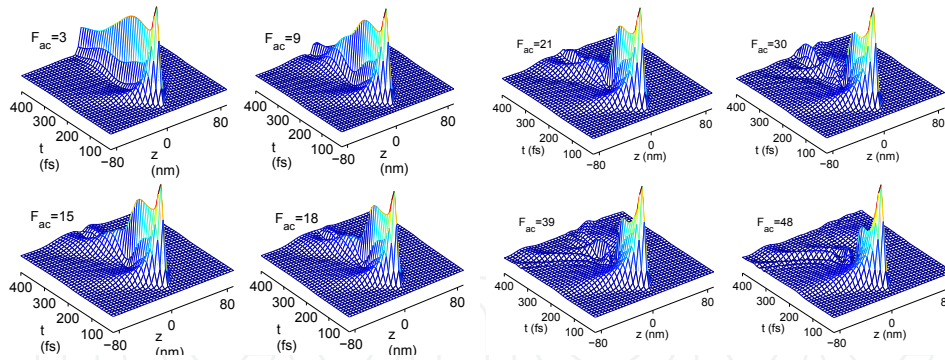 F_ac=3
400
300
200
100
t
(fs)
−80
0
80
z
(nm)
F_ac=9
400
300
200
100
t
(fs)
−80
0
80
z
(nm)
F_ac=21
400
300
200
100
t (fs)
−80
0
80
z (nm)
F_ac=30
400
300
200
100
t (fs)
−80
0
80
z (nm)
F_ac=15
400
300
200
100
t
(fs)
−80
0
80
z
(nm)
F_ac=18
400
300
200
100
t
(fs)
−80
0
80
z
(nm)
F_ac=39
400
300
200
100
t (fs)
−80
0
80
z (nm)
F_ac=48
400
300
200
100
t (fs)
−80
0
80
z (nm)